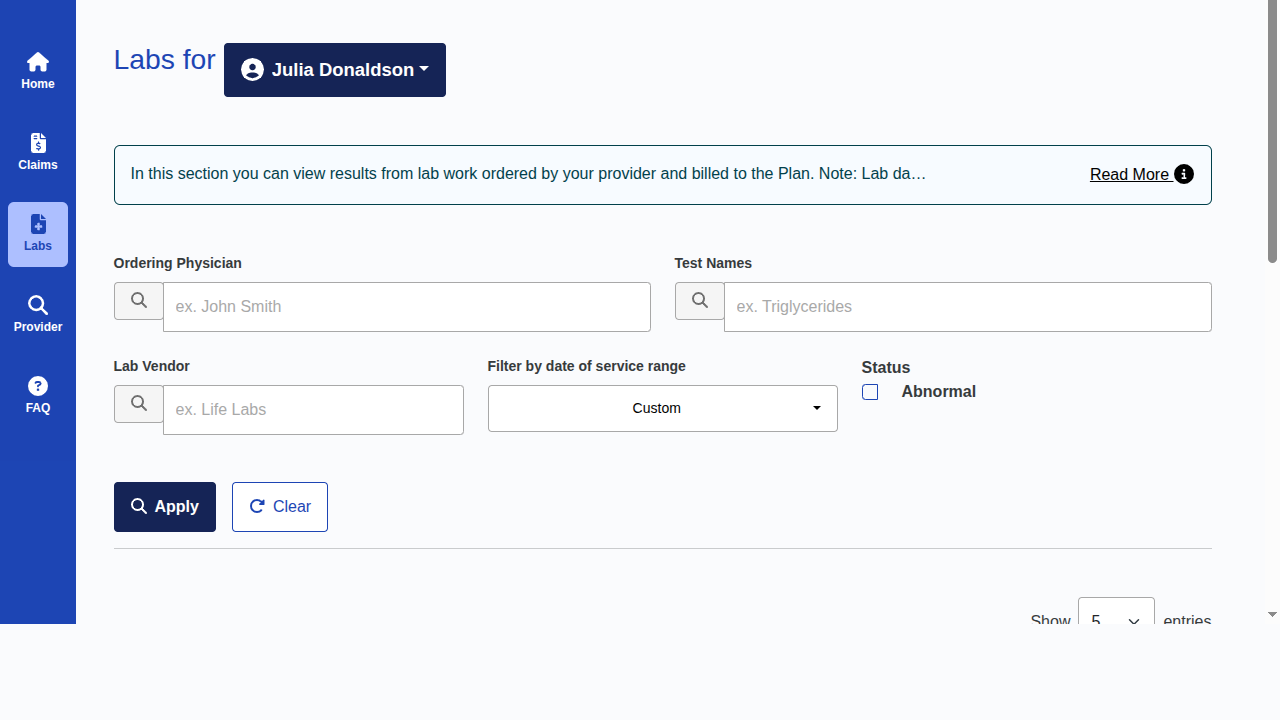 Home
Claims
Labs
Provider
FAQ
Labs for
Julia Donaldson
In this section you can view results from lab work ordered by your provider and billed to the Plan. Note: Lab da…
Read More
Ordering Physician
ex. John Smith
Test Names
ex. Triglycerides
Lab Vendor
ex. Life Labs
Filter by date of service range
Custom
Status
Abnormal
Apply
Clear
Show 5 entries